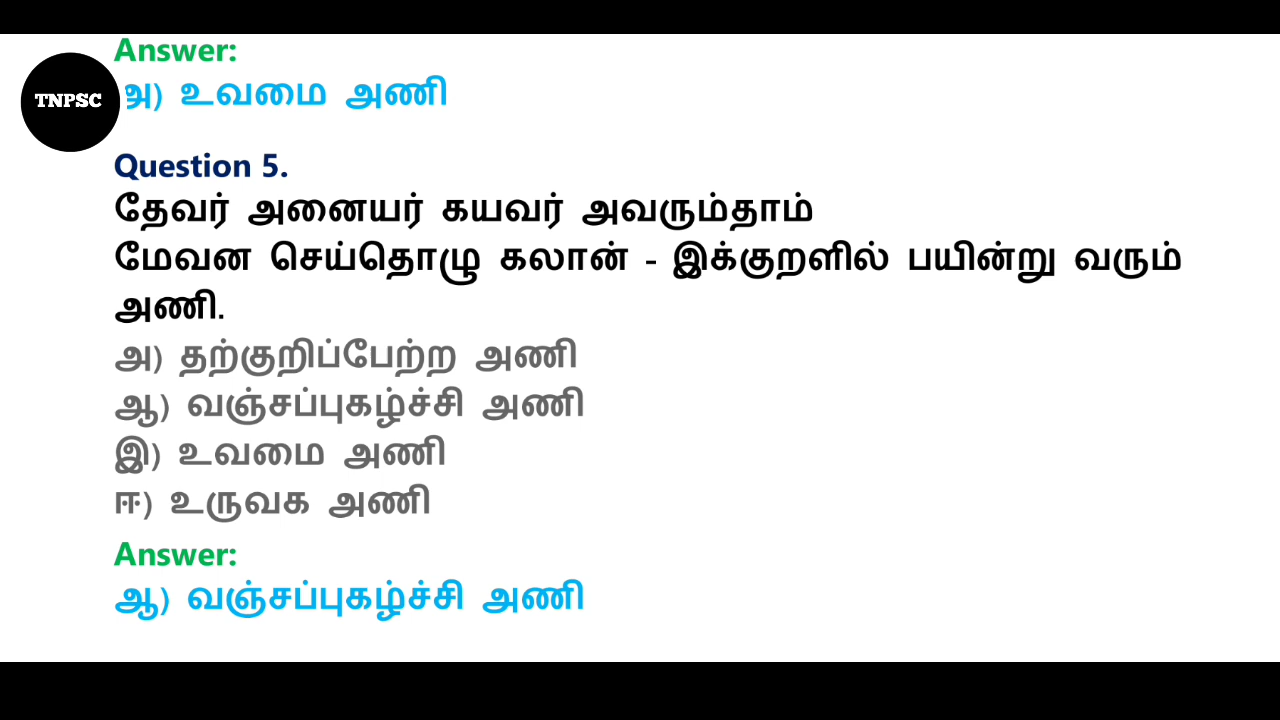 Answer:
TNPSC
அ) உவமை அணி
Question 5.
தேவர் அனையர் கயவர் அவரும்தாம்
மேவன செய்தொழு கலான் - இக்குறளில் பயின்று வரும்
அணி.
அ) தற்குறிப்பேற்ற அணி
ஆ) வஞ்சப்புகழ்ச்சி அணி
இ) உவமை அணி
ஈ) உருவக அணி
Answer:
ஆ) வஞ்சப்புகழ்ச்சி அணி